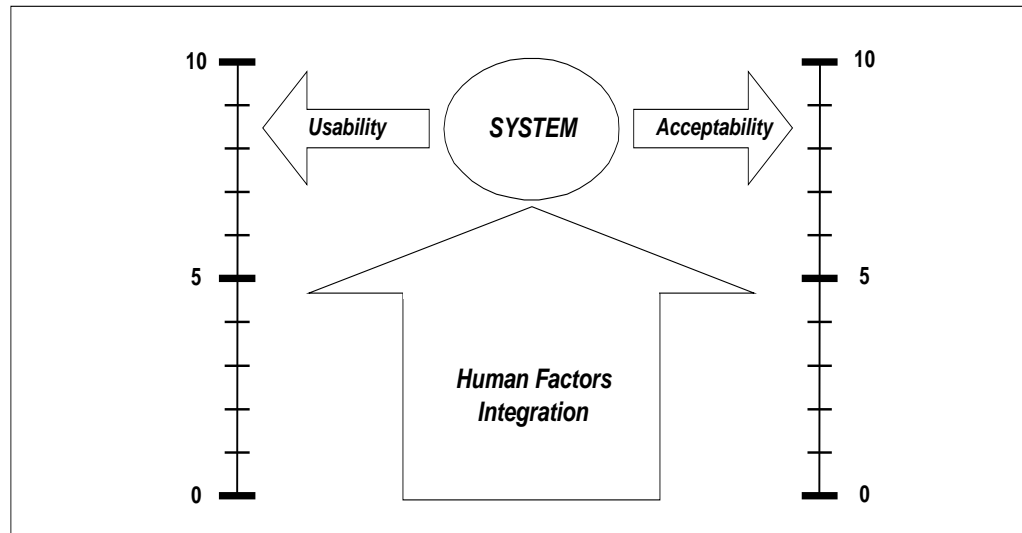 10
10
Usability
SYSTEM
Acceptability
5
5
Human Factors
Integration
0
0